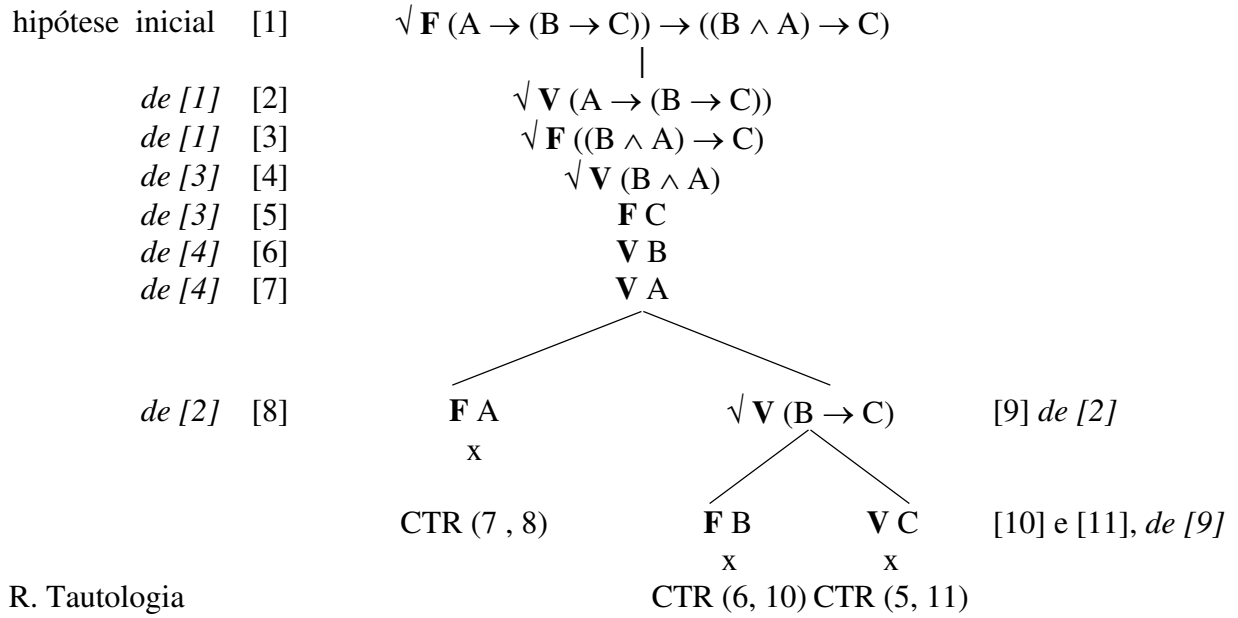 hipótese inicial [1] √ F (A → (B → C)) → ((B ∧ A) → C)
de [1] [2] √ V (A → (B → C))
de [1] [3] √ F ((B ∧ A) → C)
de [3] [4] √ V (B ∧ A)
de [3] [5] F C
de [4] [6] V B
de [4] [7] V A
de [2] [8] F A √ V (B → C) [9] de [2]
x
CTR (7 , 8) F B V C [10] e [11], de [9]
x x
R. Tautologia CTR (6, 10) CTR (5, 11)